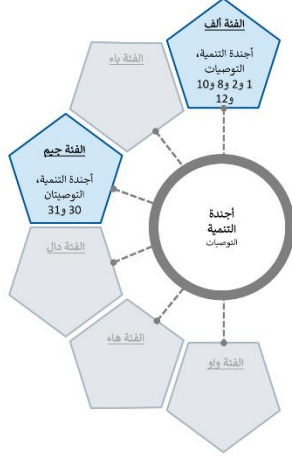 الفئة ألف
أجندة التنمية،
التوصيات
1 و2 و8 و10
و12
الفئة باء
الفئة جيم
أجندة التنمية،
التوصيتان
30 و31
أجندة
التنمية
التوصيات
الفئة دال
الفئة هاء
الفئة واو